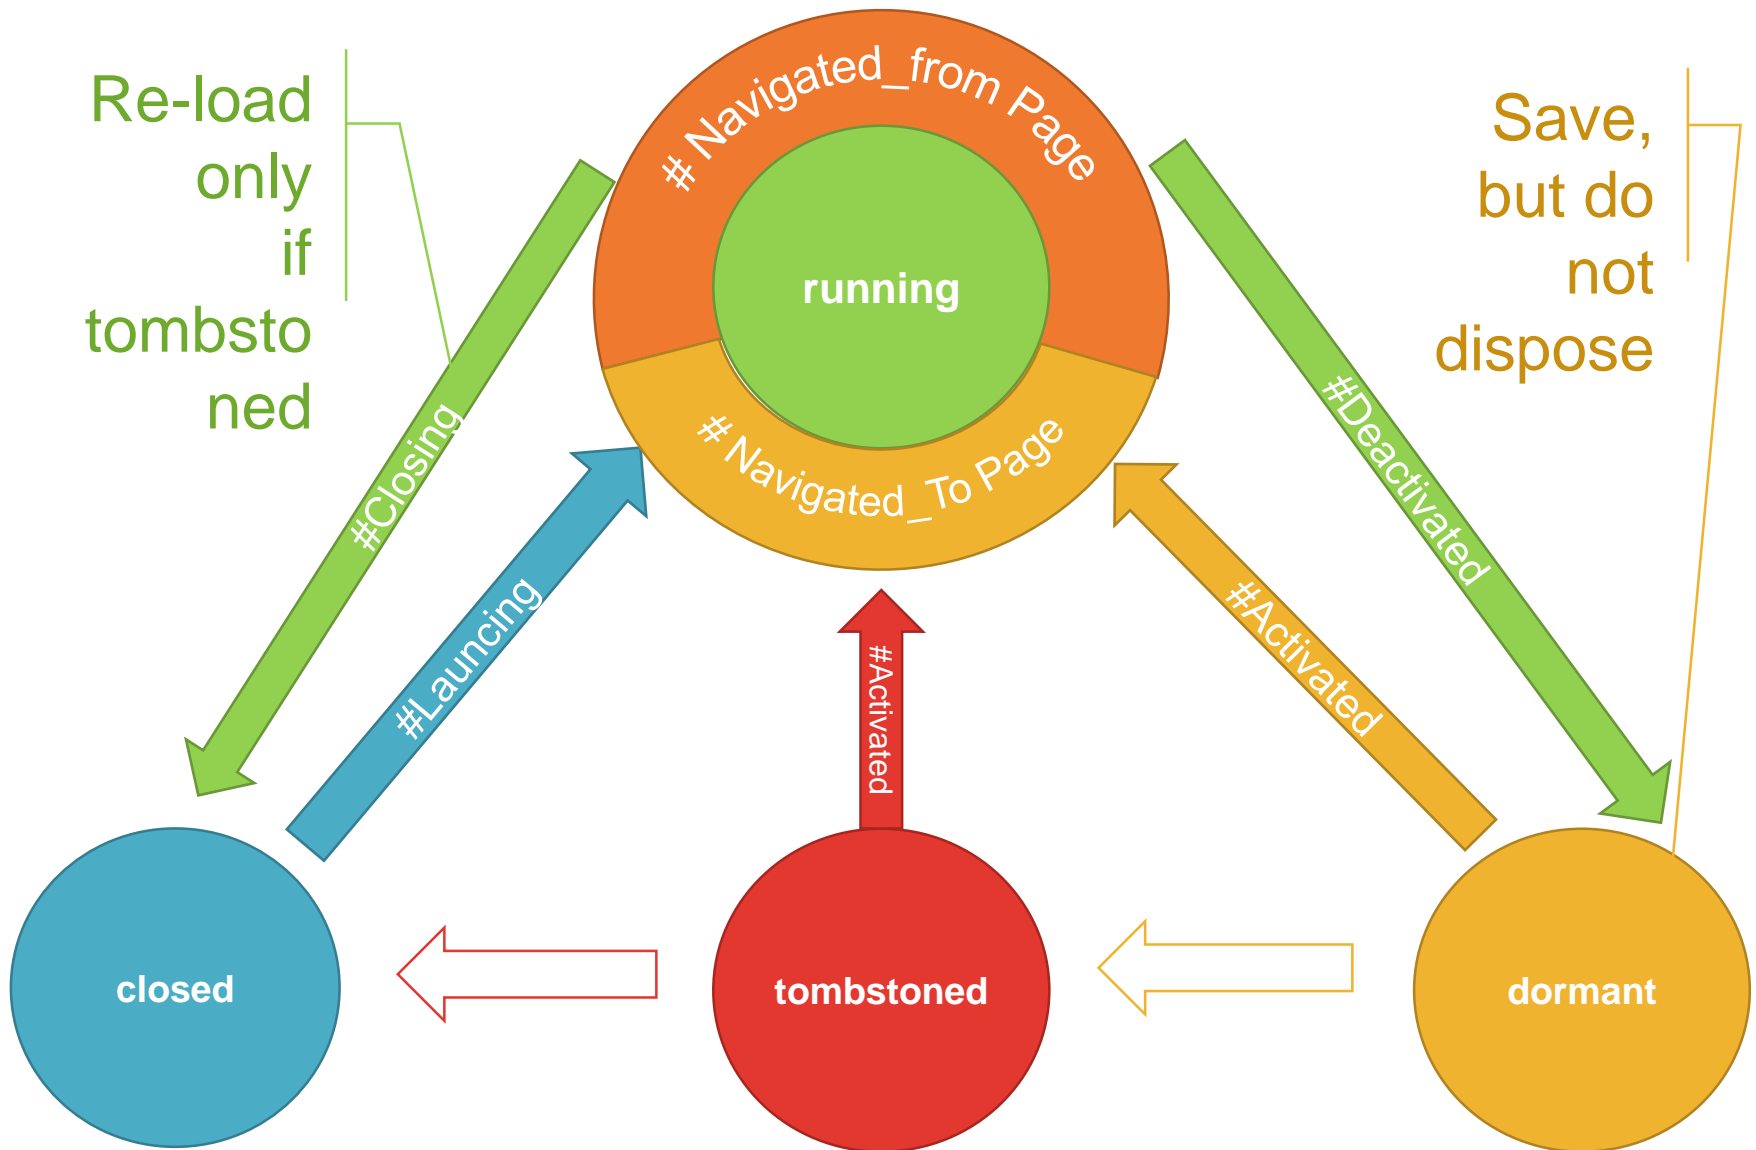 Re-load
only
if
tombsto
ned
# Navigated_from Page
running
# Navigated_To Page
Save,
but do
not
dispose
#Closing
#Launcing
#Activated
#Activated
#Deactivated
closed
tombstoned
dormant